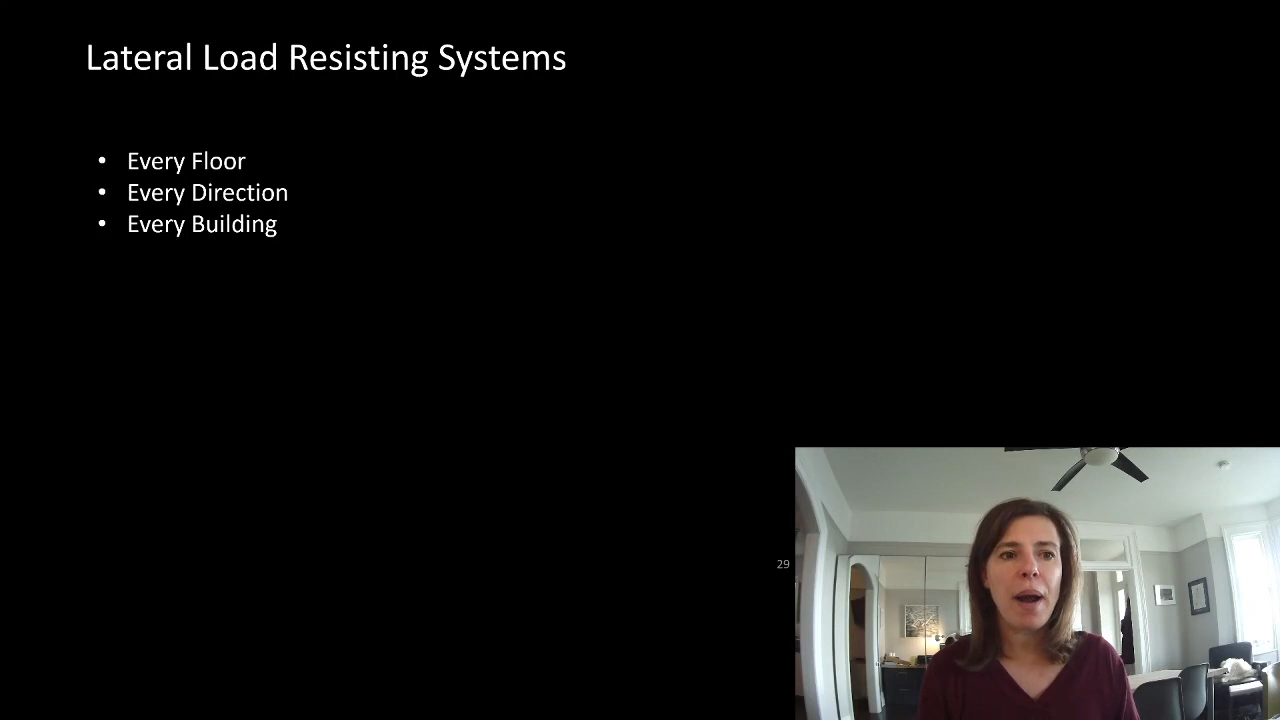 Lateral Load Resisting Systems
• Every Floor
• Every Direction
• Every Building
29